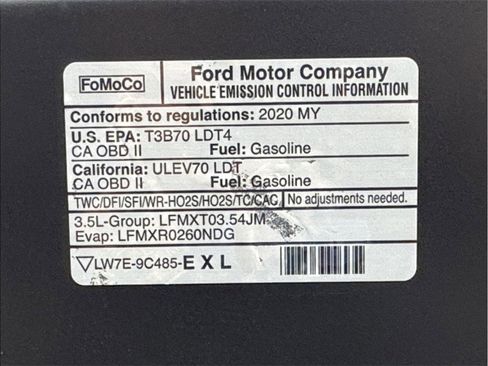 FoMoCo
Ford Motor Company
VEHICLE EMISSION CONTROL INFORMATION
Conforms to regulations: 2020 MY
U.S. EPA: T3B70 LDT4
CA OBD II Fuel: Gasoline
California: ULEV70 LDT
CA OBD II Fuel: Gasoline
TWC/DFI/SFI/WR-HO2S/HO2S/TC/CAC No adjustments needed.
3.5L-Group: LFMXT03.54JM
Evap: LFMXR0260NDG
▽LW7E-9C485-E X L